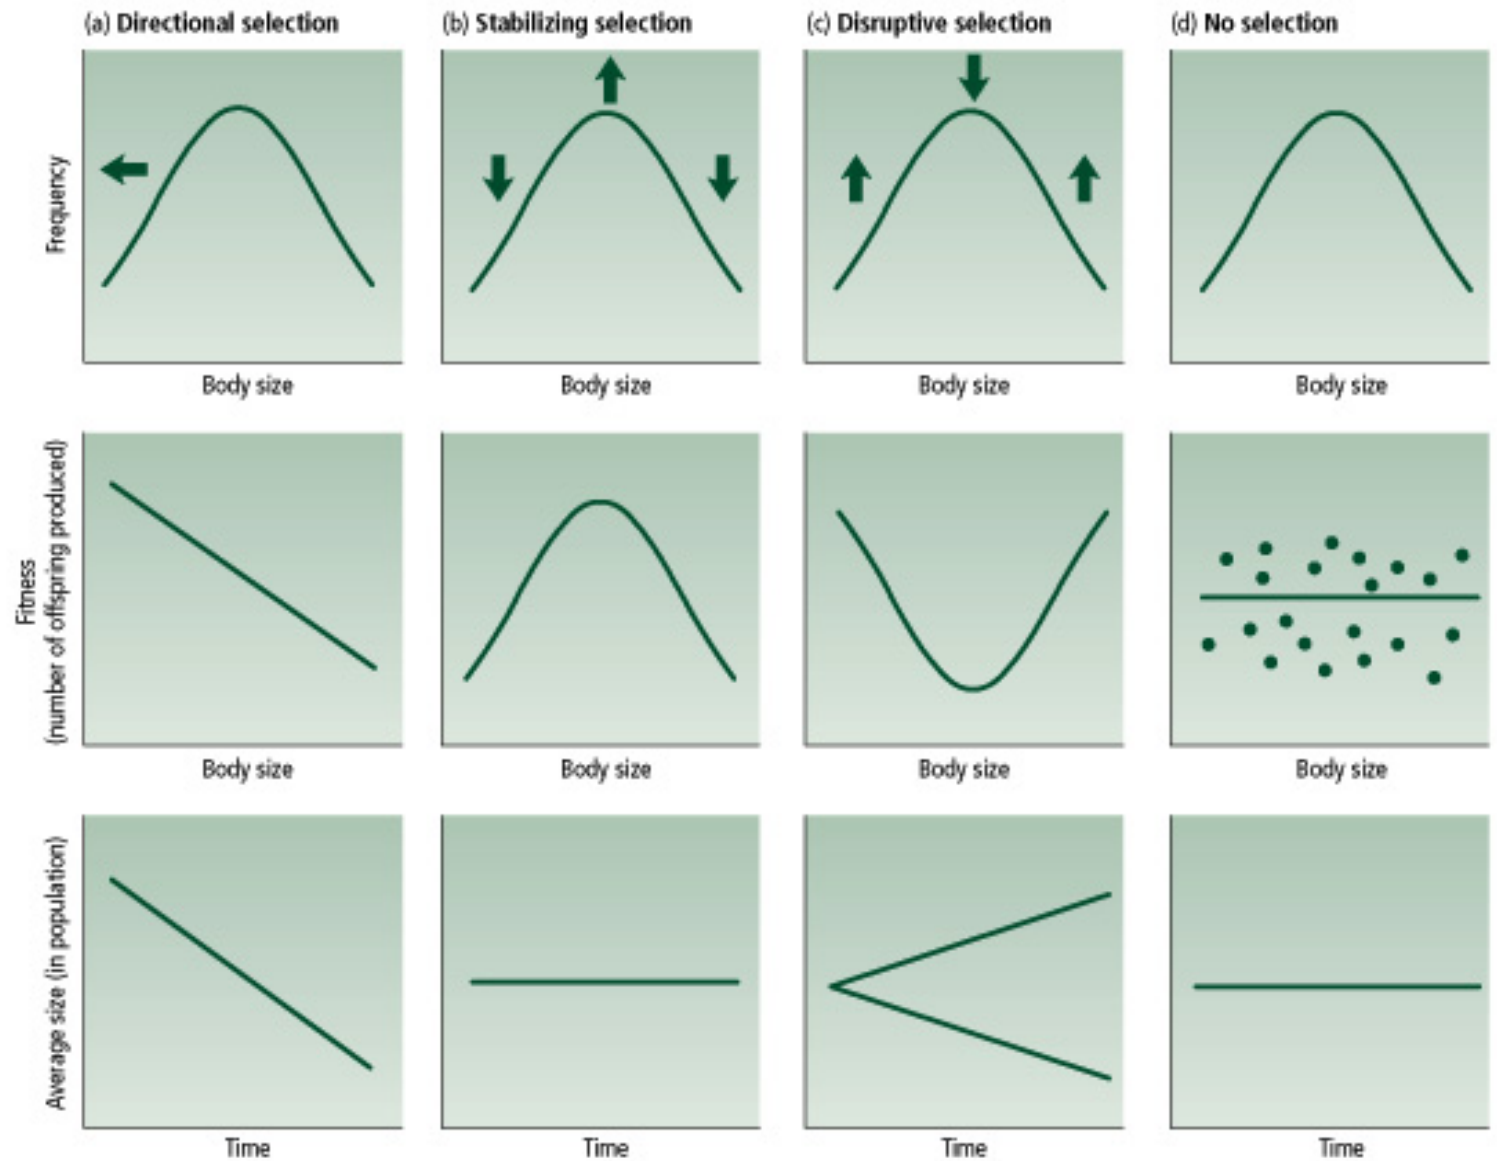 (a) Directional selection
(b) Stabilizing selection
(c) Disruptive selection
(d) No selection
Frequency
Body size
Body size
Body size
Body size
Fitness
(number of offspring produced)
Body size
Body size
Body size
Body size
Average size (in population)
Time
Time
Time
Time